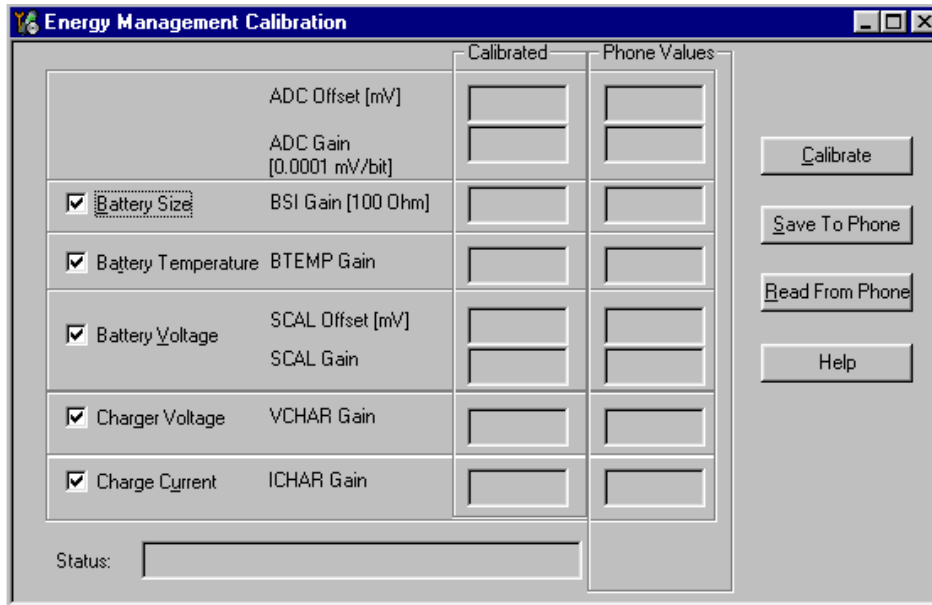 Energy Management Calibration
Calibrated Phone Values
ADC Offset [mV]
ADC Gain
[0.0001 mV/bit]
Battery Size BSI Gain [100 Ohm]
Battery Temperature BTEMP Gain
Battery Voltage
SCAL Offset [mV]
SCAL Gain
Charger Voltage VCHAR Gain
Charge Current ICHAR Gain
Status:
Calibrate
Save To Phone
Read From Phone
Help